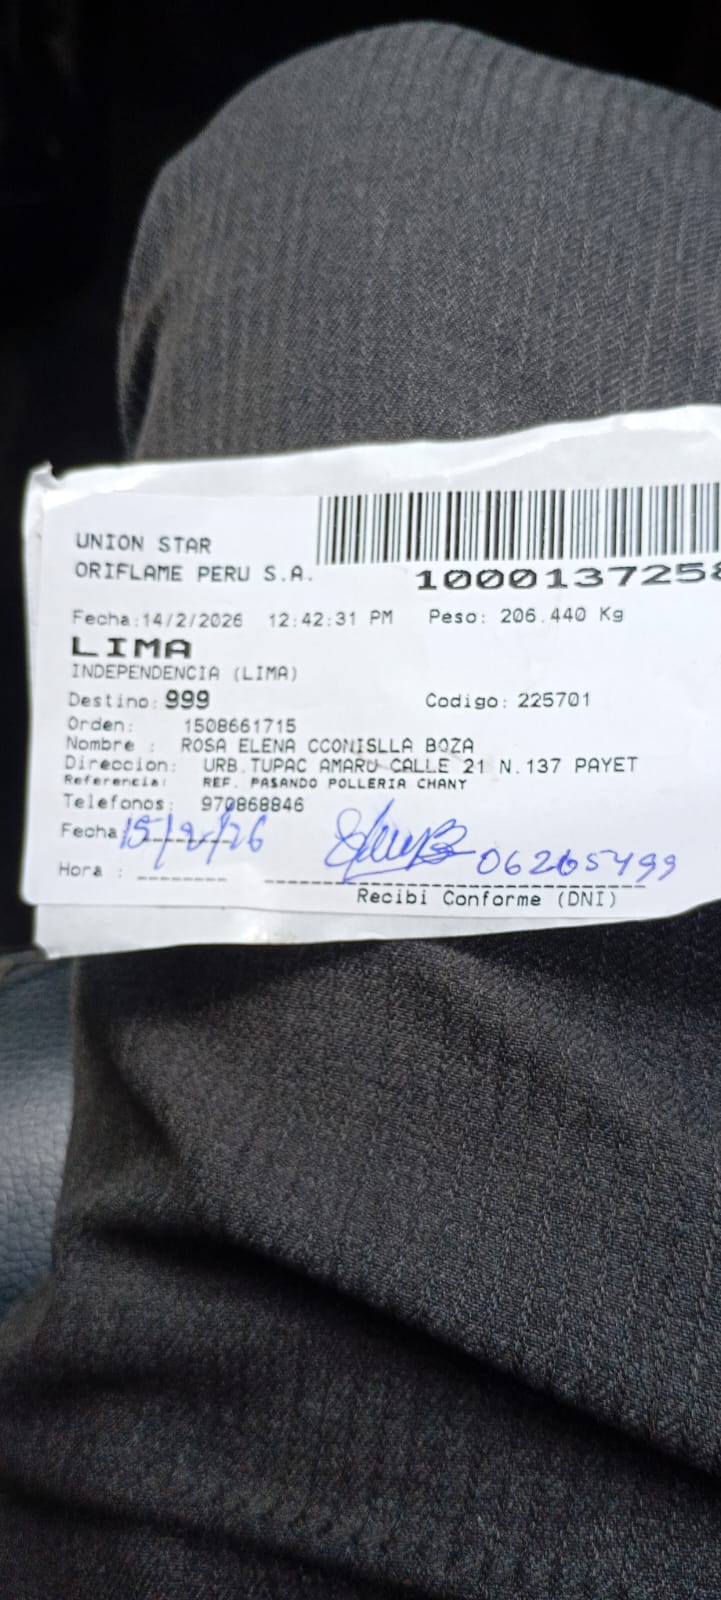 UNION STAR
ORIFLAME PERU S.A.
1000013725
Fecha:14/2/2026 12:42:31 PM Peso: 206.440 Kg
LIMA
INDEPENDENCIA (LIMA)
Destino: 999 Codigo: 225701
Orden: 1508661715
Nombre : ROSA ELENA CCONISLLA BOZA
Direccion: URB.TUPAC AMARU CALLE 21 N.137 PAYET
Referencia: REF. PASANDO POLLERIA CHANY
Telefonos: 970868846
Fecha: 15/2/26 06265499
Hora :
Recibi Conforme (DNI)